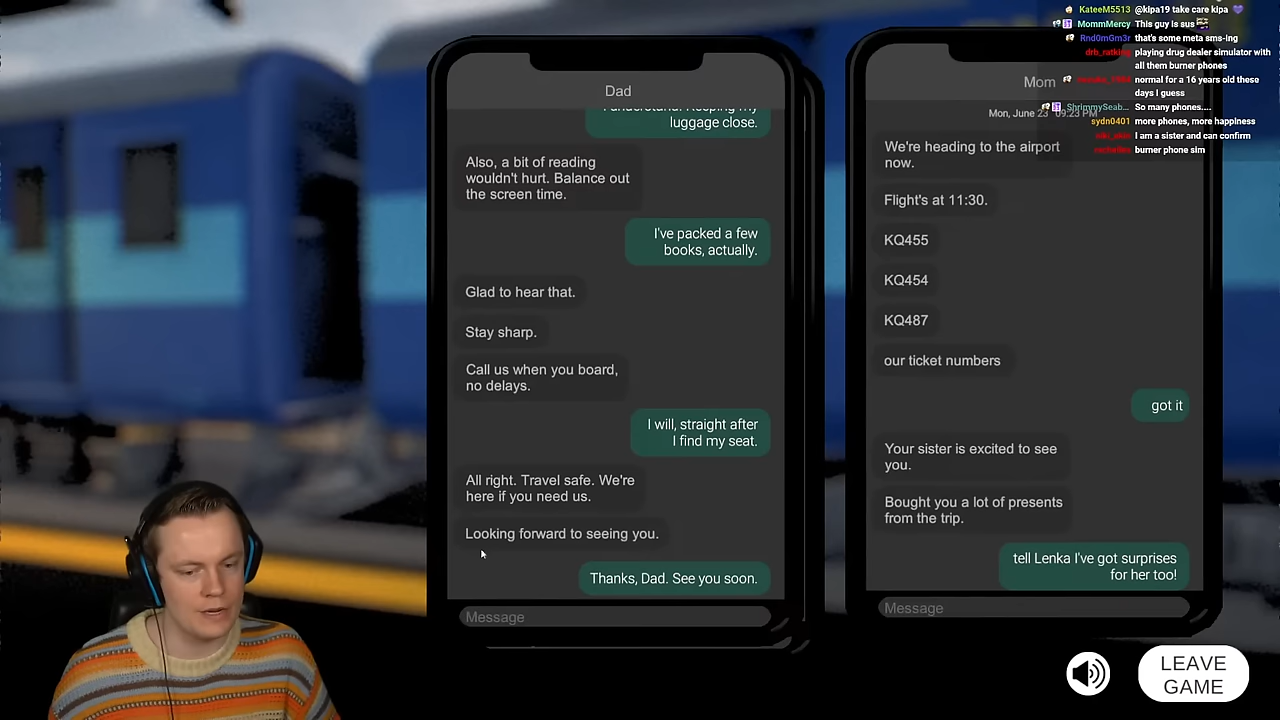 Dad
luggage close.
Also, a bit of reading
wouldn't hurt. Balance out
the screen time.
I've packed a few
books, actually.
Glad to hear that.
Stay sharp.
Call us when you board,
no delays.
I will, straight after
I find my seat.
All right. Travel safe. We're
here if you need us.
Looking forward to seeing you.
Thanks, Dad. See you soon.
Message
Mom
Mon, June 23 09:23 PM
We're heading to the airport
now.
Flight's at 11:30.
KQ455
KQ454
KQ487
our ticket numbers
got it
Your sister is excited to see
you.
Bought you a lot of presents
from the trip.
tell Lenka I've got surprises
for her too!
Message
KateeM5513 @kipa19 take care kipa
MommMercy This guy is sus
Rnd0mGm3r that's some meta sms-ing
drb_ratking playing drug dealer simulator with
all them burner phones
normal for a 16 years old these
days I guess
ShrimmySeab... So many phones....
sydn0401 more phones, more happiness
I am a sister and can confirm
burner phone sim
LEAVE
GAME